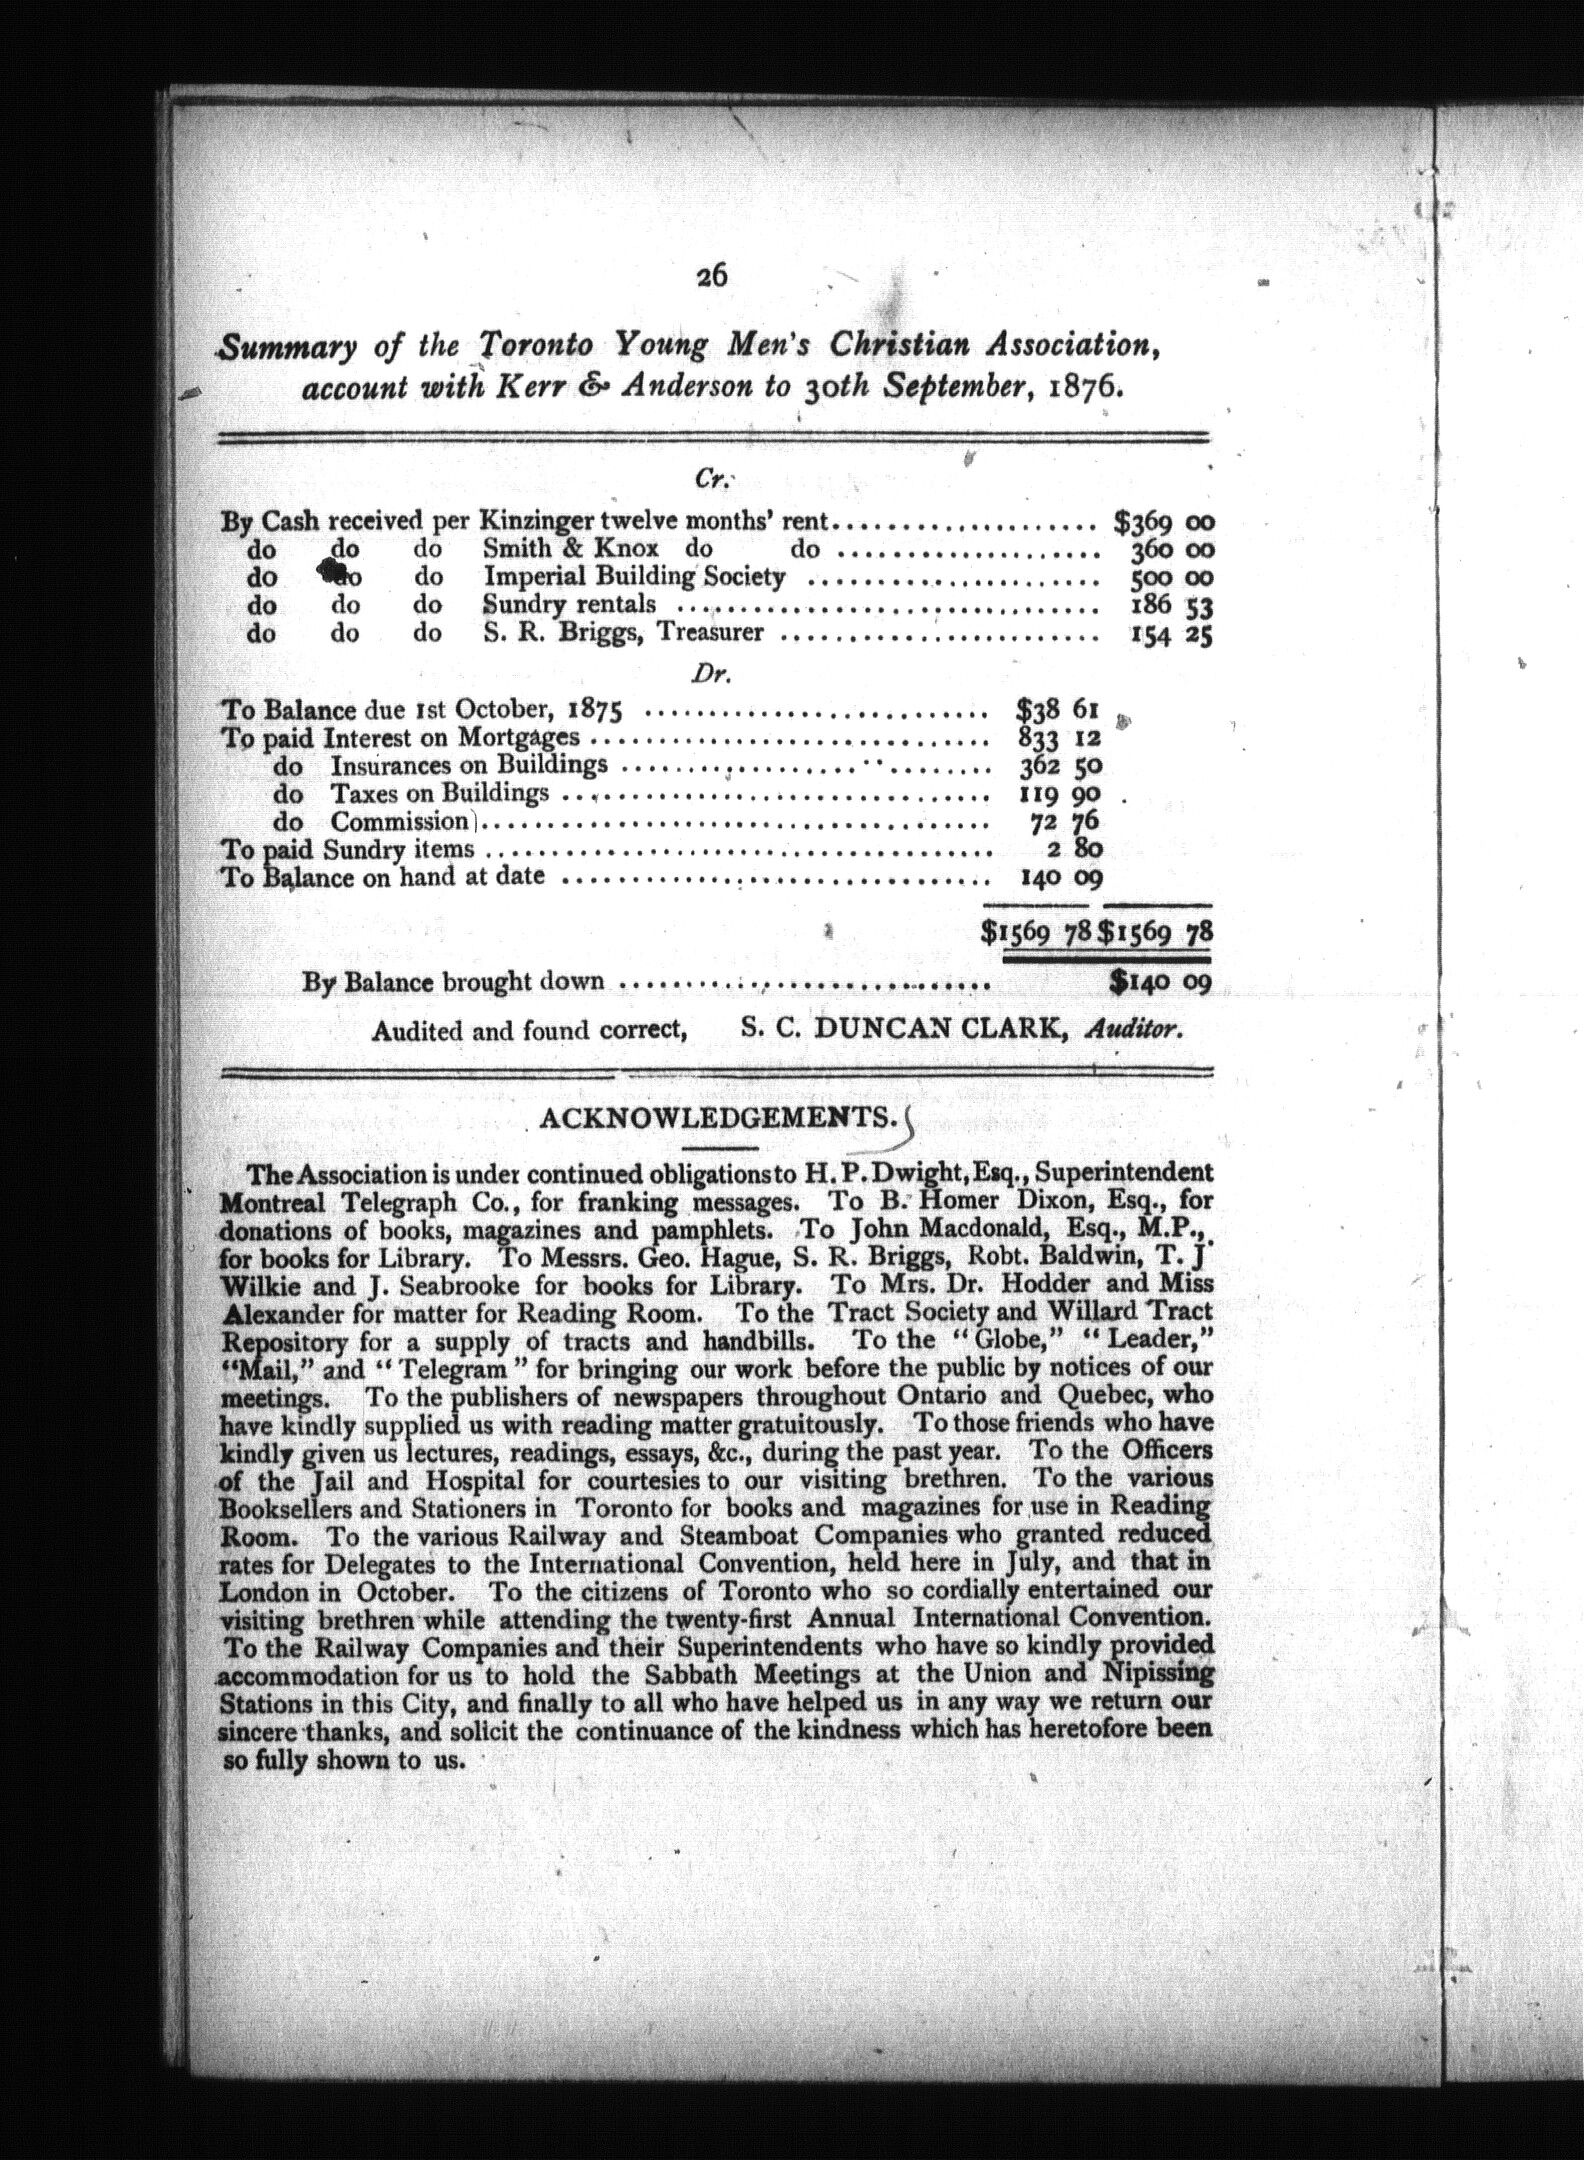 26
Summary of the Toronto Young Men's Christian Association,
account with Kerr & Anderson to 30th September, 1876.
Cr.
By Cash received per Kinzinger twelve months' rent.................... $369 00
do do do Smith & Knox do do .................... 360 00
do do do Imperial Building Society ...................... 500 00
do do do Sundry rentals ................................ 186 53
do do do S. R. Briggs, Treasurer ........................ 154 25
Dr.
To Balance due 1st October, 1875 ........................... $38 61
To paid Interest on Mortgages ............................... 833 12
do Insurances on Buildings ............................ 362 50
do Taxes on Buildings ................................. 119 90
do Commission ....................................... 72 76
To paid Sundry items ....................................... 2 80
To Balance on hand at date ................................. 140 09
$1569 78 $1569 78
By Balance brought down ............................. $140 09
Audited and found correct, S. C. DUNCAN CLARK, Auditor.
ACKNOWLEDGEMENTS.
The Association is under continued obligations to H. P. Dwight, Esq., Superintendent
Montreal Telegraph Co., for franking messages. To B. Homer Dixon, Esq., for
donations of books, magazines and pamphlets. To John Macdonald, Esq., M.P.,
for books for Library. To Messrs. Geo. Hague, S. R. Briggs, Robt. Baldwin, T. J
Wilkie and J. Seabrooke for books for Library. To Mrs. Dr. Hodder and Miss
Alexander for matter for Reading Room. To the Tract Society and Willard Tract
Repository for a supply of tracts and handbills. To the "Globe," "Leader,"
"Mail," and "Telegram" for bringing our work before the public by notices of our
meetings. To the publishers of newspapers throughout Ontario and Quebec, who
have kindly supplied us with reading matter gratuitously. To those friends who have
kindly given us lectures, readings, essays, &c., during the past year. To the Officers
of the Jail and Hospital for courtesies to our visiting brethren. To the various
Booksellers and Stationers in Toronto for books and magazines for use in Reading
Room. To the various Railway and Steamboat Companies who granted reduced
rates for Delegates to the International Convention, held here in July, and that in
London in October. To the citizens of Toronto who so cordially entertained our
visiting brethren while attending the twenty-first Annual International Convention.
To the Railway Companies and their Superintendents who have so kindly provided
accommodation for us to hold the Sabbath Meetings at the Union and Nipissing
Stations in this City, and finally to all who have helped us in any way we return our
sincere thanks, and solicit the continuance of the kindness which has heretofore been
so fully shown to us.